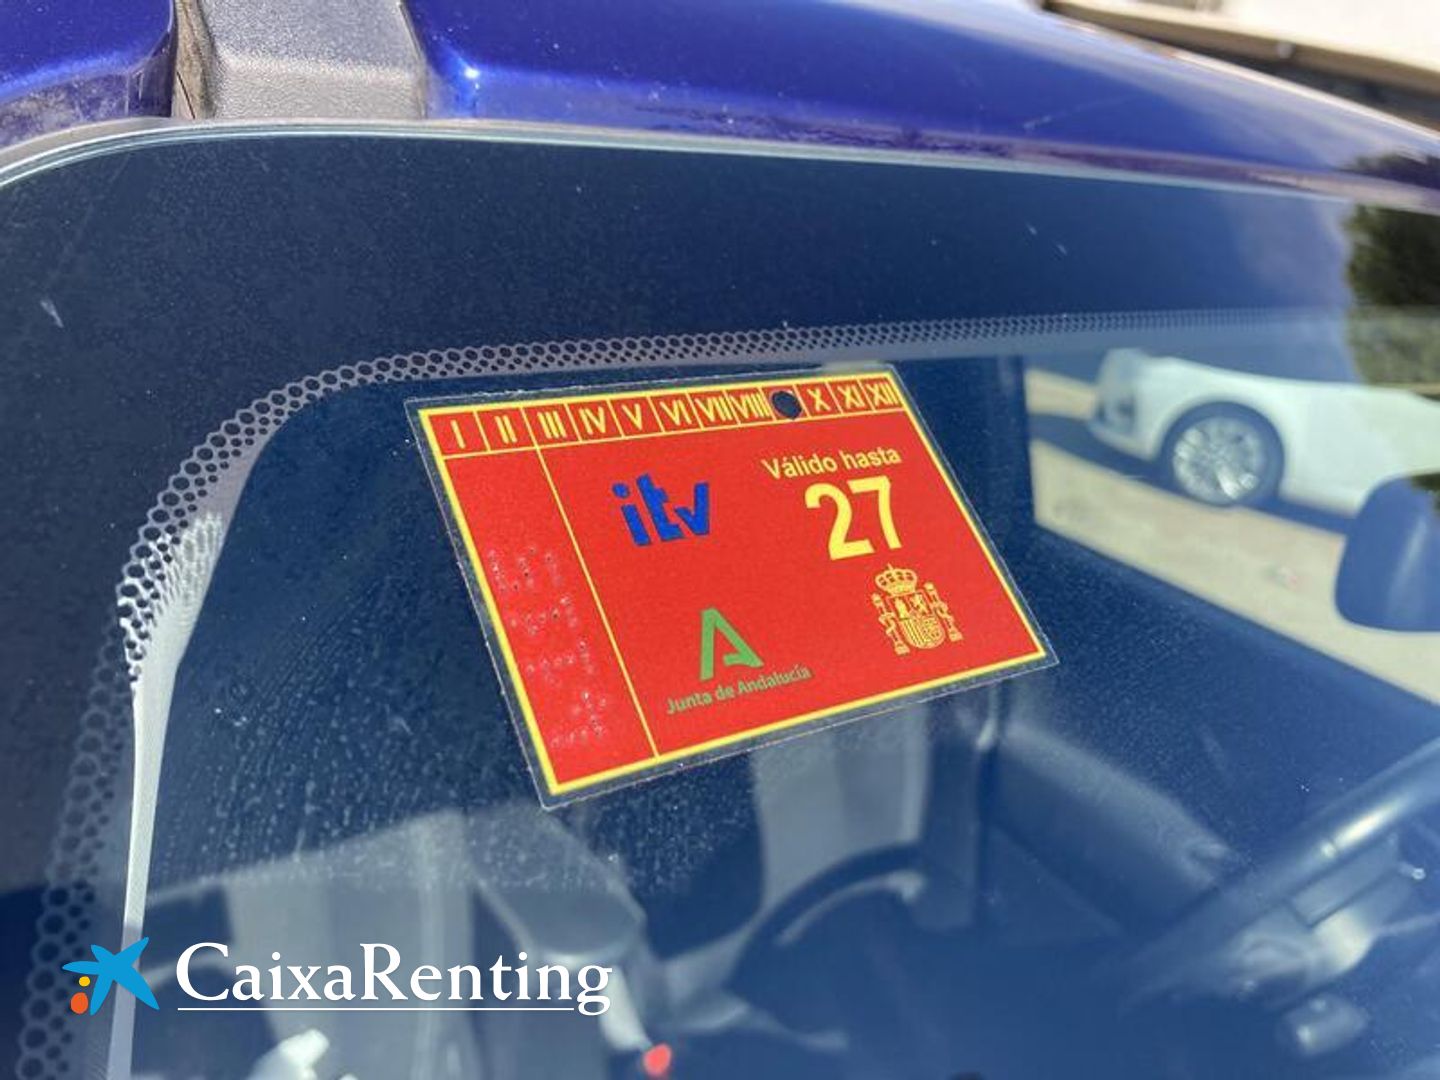 I II III IV V VI VII VIII X XI XII
itv
Válido hasta
27
Junta de Andalucía
CaixaRenting